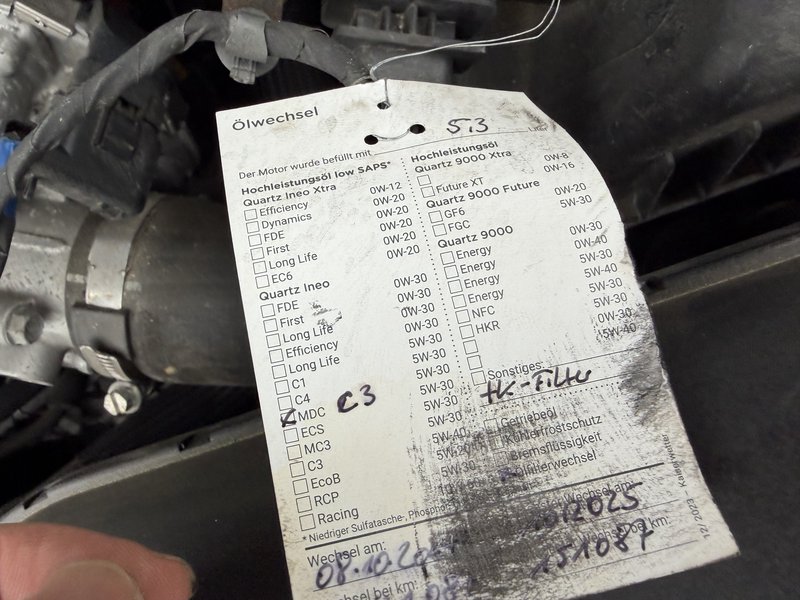 Ölwechsel
Der Motor wurde befüllt mit 5,3 Liter
Hochleistungsöl low SAPS*
Quartz Ineo Xtra
Efficiency 0W-12
Dynamics 0W-20
FDE 0W-20
First 0W-20
Long Life 0W-20
EC6 0W-20
Quartz Ineo
FDE 0W-30
First 0W-30
Long Life 0W-30
Efficiency 0W-30
Long Life 5W-30
C1 5W-30
C4 5W-30
MDC C3 5W-30
ECS 5W-30
MC3 5W-40
C3
EcoB 5W-30
RCP
Racing
* Niedriger Sulfatasche-, Phosphor
Hochleistungsöl
Quartz 9000 Xtra
0W-8
Future XT 0W-16
Quartz 9000 Future
GF6 0W-20
FGC 5W-30
Quartz 9000
Energy 0W-30
Energy 0W-40
Energy 5W-30
Energy 5W-40
NFC 5W-30
HKR 5W-30
0W-30
5W-40
Sonstiges:
HK-Filter
Getriebeöl
Kühlerfrostschutz
Bremsflüssigkeit
Filterwechsel
Wechsel am: Wechsel am:
08.10.2025
Wechsel bei km:
151087
12/2023 Kaiserwetter